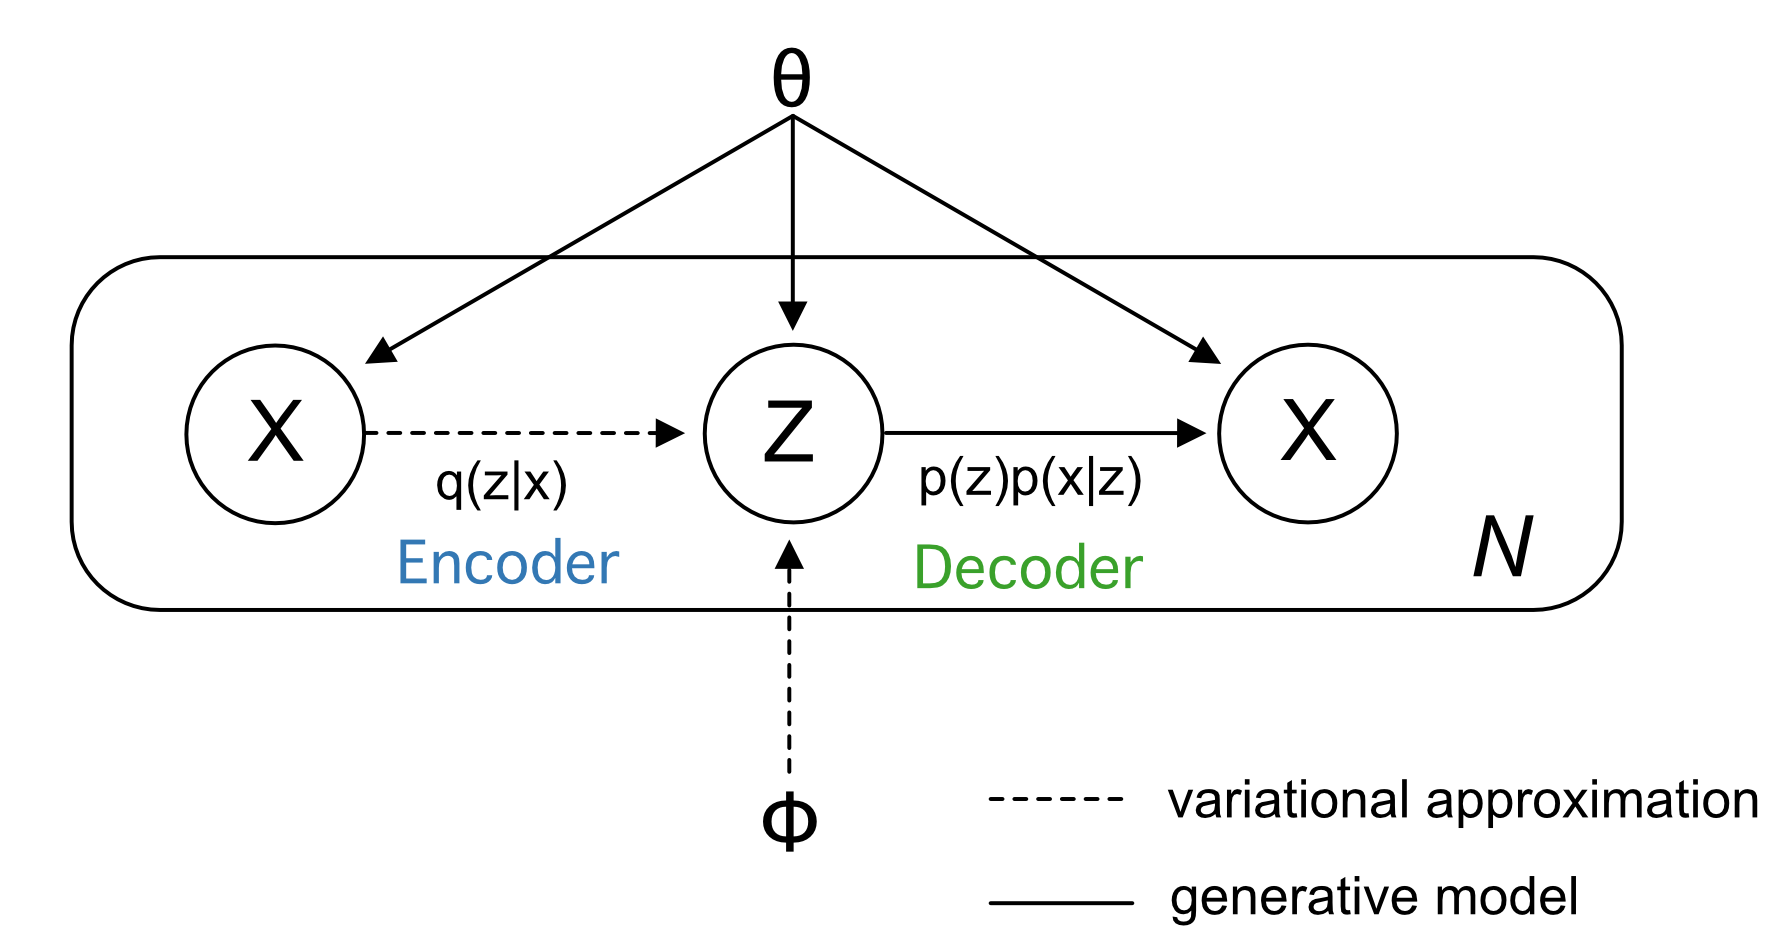 θ
X
Z
X
q(z|x)
p(z)p(x|z)
Encoder
Decoder
N
Φ
variational approximation
generative model